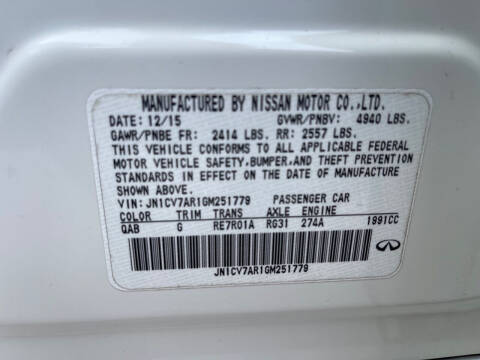 MANUFACTURED BY NISSAN MOTOR CO.,LTD.
DATE: 12/15 GVWR/PNBV: 4940 LBS.
GAWR/PNBE FR: 2414 LBS. RR: 2557 LBS.
THIS VEHICLE CONFORMS TO ALL APPLICABLE FEDERAL
MOTOR VEHICLE SAFETY, BUMPER, AND THEFT PREVENTION
STANDARDS IN EFFECT ON THE DATE OF MANUFACTURE
SHOWN ABOVE.
VIN: JN1CV7AR1GM251779 PASSENGER CAR
COLOR TRIM TRANS AXLE ENGINE
QAB G RE7R01A RG31 274A 1991CC
JN1CV7AR1GM251779